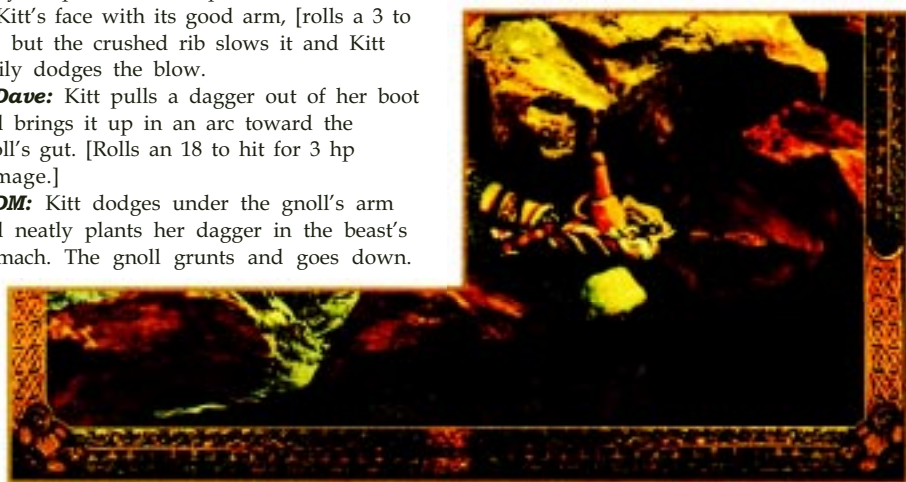 Kitt's face with its good arm, [rolls a 3 to
but the crushed rib slows it and Kitt
ily dodges the blow.
Dave: Kitt pulls a dagger out of her boot
l brings it up in an arc toward the
oll's gut. [Rolls an 18 to hit for 3 hp
mage.]
DM: Kitt dodges under the gnoll's arm
l neatly plants her dagger in the beast's
mach. The gnoll grunts and goes down.